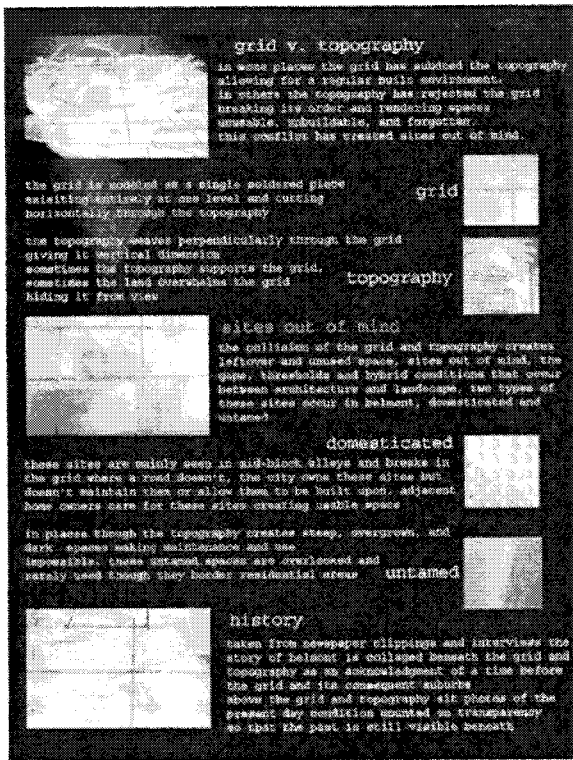 grid v. topography
in some places the grid has subdued the topography
allowing for a regular built environment.
in others the topography has rejected the grid
breaking its order and rendering spaces
unusable, unbuildable, and forgotten.
this conflict has created sites out of mind.
the grid is modeled as a single soldered plane
exisiting entirely at one level and cutting
horizontally through the topography
grid
the topography weaves perpendicularly through the grid
giving it vertical dimension
sometimes the topography supports the grid,
sometimes the land overwhelms the grid
hiding it from view
topography
sites out of mind
the collision of the grid and topography creates
leftover and unused space, sites out of mind, the
gaps, thresholds and hybrid conditions that occur
between architecture and landscape, two types of
these sites occur in belmont, domesticated and
untamed
domesticated
these sites are mainly seen in mid-block alleys and breaks in
the grid where a road doesn't, the city owns these sites but
doesn't maintain them or allow them to be built upon, adjacent
home owners care for these sites creating usable space
in places though the topography creates steep, overgrown, and
dark spaces making maintenance and use
impossible, these untamed spaces are overlooked and
rarely used though they border residential areas
untamed
history
taken from newspaper clippings and interviews the
story of belmont is collaged beneath the grid and
topography as an acknowledgment of a time before
the grid and its consequent suburbs
above the grid and topography sit photos of the
present day condition mounted on transparency
so that the past is still visible beneath